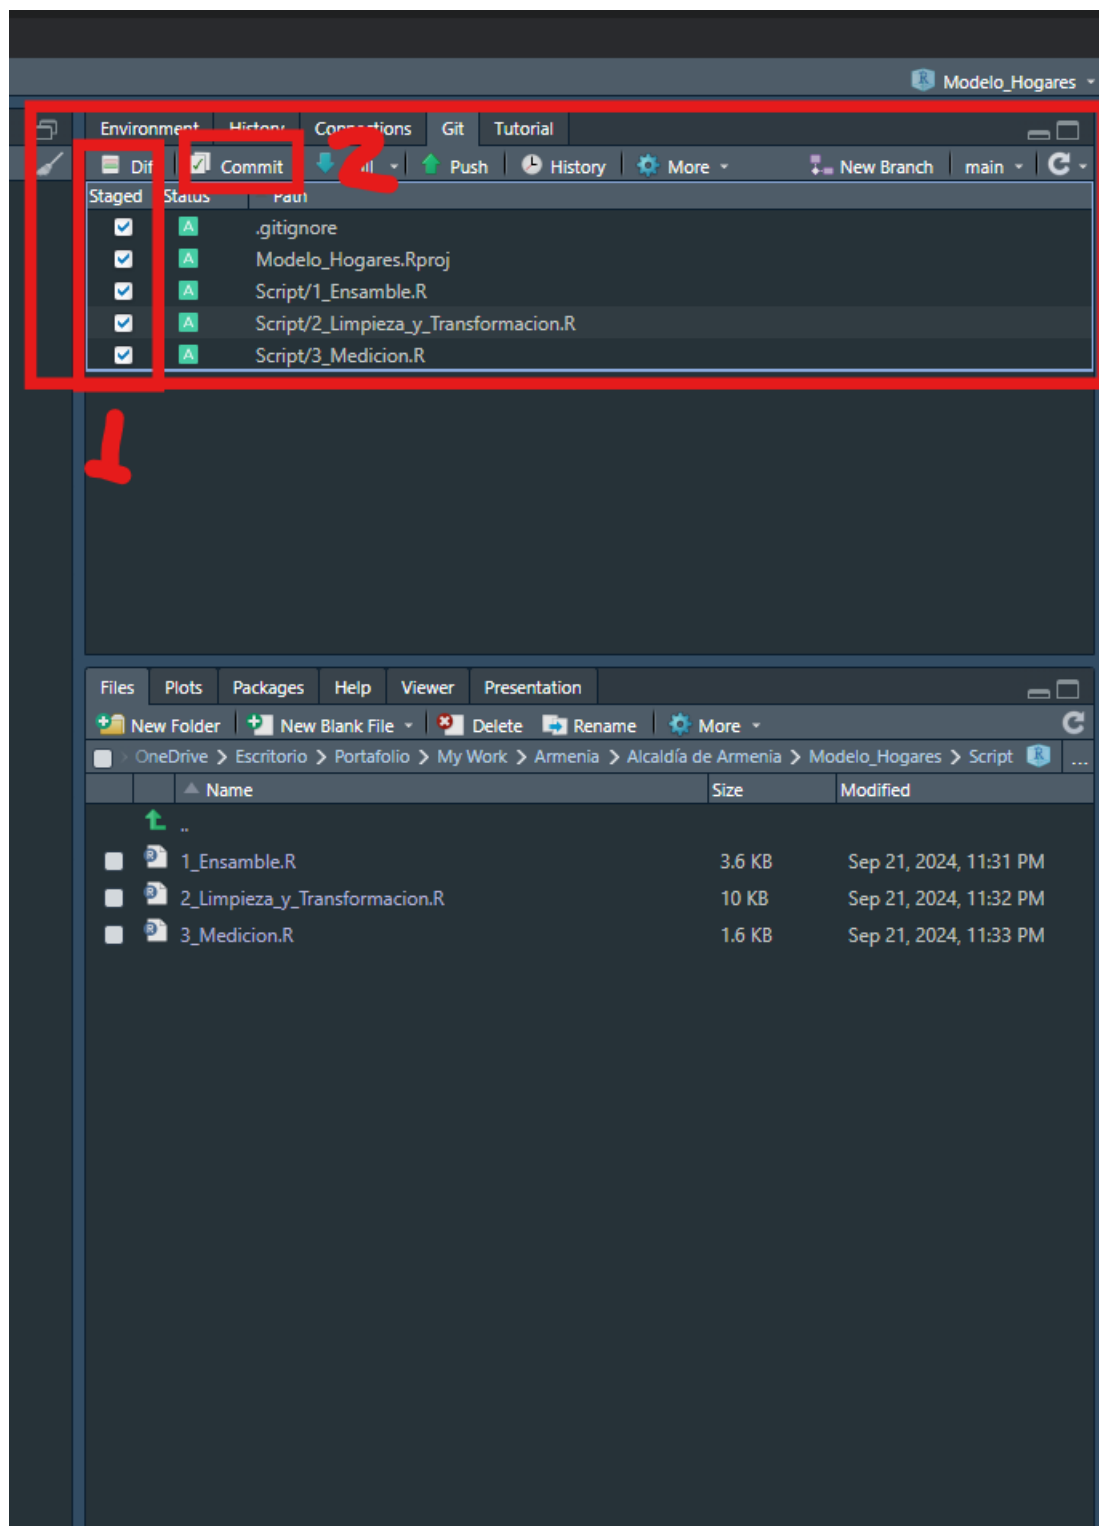 Modelo_Hogares
Environment History Connections Git Tutorial
Diff Commit Push History More New Branch main
2
Staged Status Path
A .gitignore
A Modelo_Hogares.Rproj
A Script/1_Ensamble.R
A Script/2_Limpieza_y_Transformacion.R
A Script/3_Medicion.R
1
Files Plots Packages Help Viewer Presentation
New Folder New Blank File Delete Rename More
OneDrive > Escritorio > Portafolio > My Work > Armenia > Alcaldía de Armenia > Modelo_Hogares > Script ...
Name Size Modified
..
1_Ensamble.R 3.6 KB Sep 21, 2024, 11:31 PM
2_Limpieza_y_Transformacion.R 10 KB Sep 21, 2024, 11:32 PM
3_Medicion.R 1.6 KB Sep 21, 2024, 11:33 PM